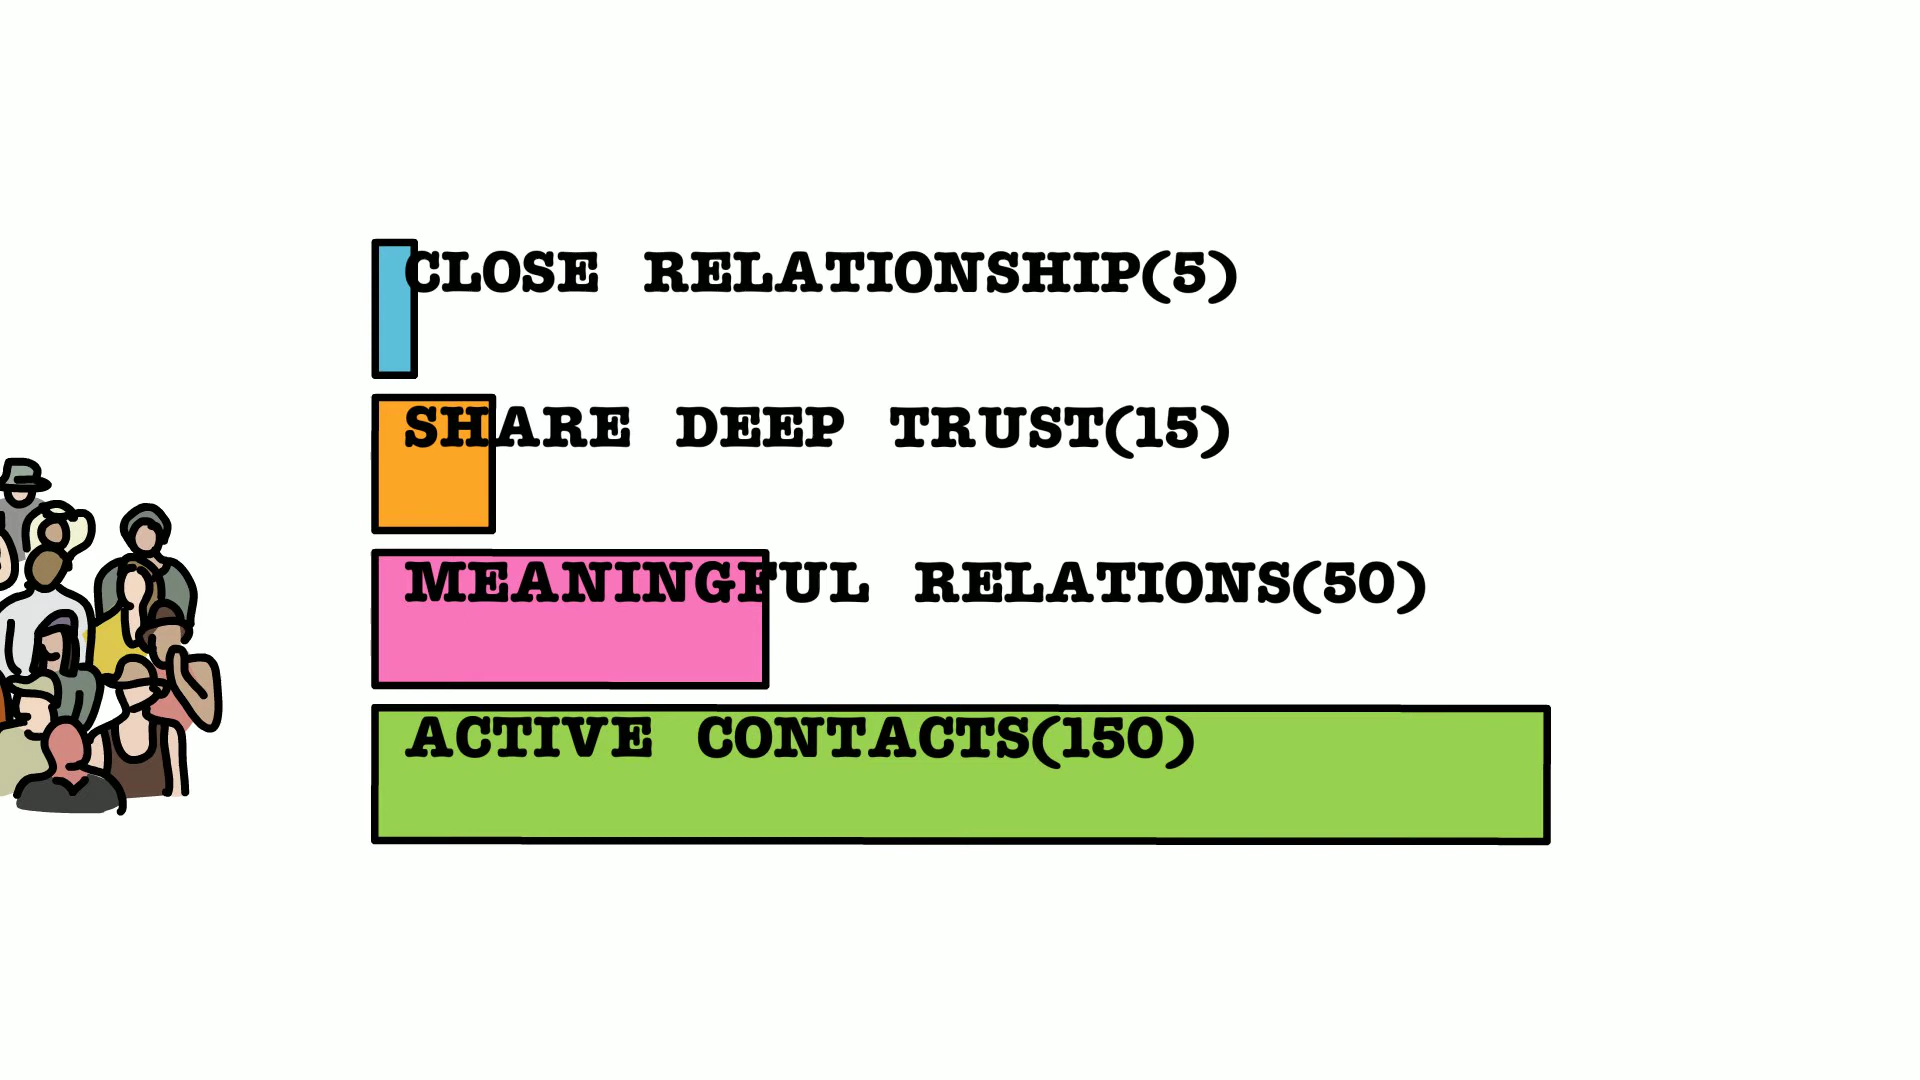 CLOSE RELATIONSHIP(5)
SHARE DEEP TRUST(15)
MEANINGFUL RELATIONS(50)
ACTIVE CONTACTS(150)